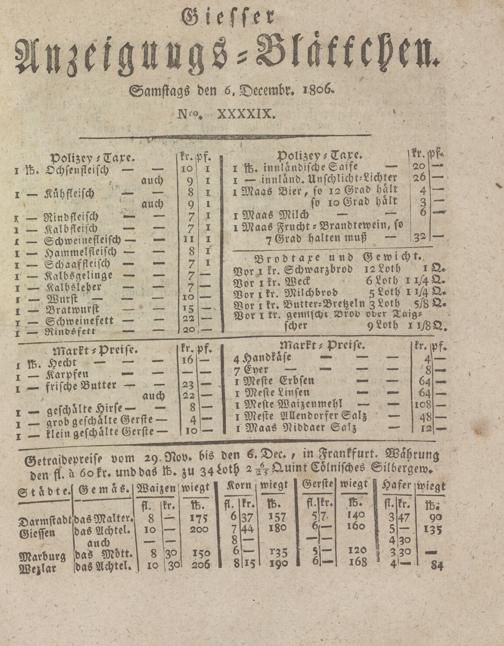 Giesser
Anzeigungs-Blättchen.
Samstags den 6. Decembr. 1806.
Nro. XXXXIX.
Polizey-Taxe. kr. pf.
1 ℔. Ochsenfleisch — — 10 1
auch 9 1
1 — Kühfleisch — — 8 1
auch 9 1
1 — Rindfleisch — — 7 1
1 — Kalbfleisch — — 7 1
1 — Schweinefleisch — 11 1
1 — Hammelfleisch — 8 1
1 — Schaaffleisch — 7 1
1 — Kalbsgelinge — — 7 —
1 — Kalbsleber — 7
1 — Wurst — — 10 —
1 — Bratwurst — — 15 —
1 — Schweinefett — — 22 —
1 — Rindsfett — — 20 —
Polizey-Taxe. kr. pf.
1 ℔. innländische Saife — 20 —
1 — innländ. Unschlicht-Lichter 26 —
1 Maas Bier, so 12 Grad hält 4 —
so 10 Grad hält 3 —
1 Maas Milch — — 6 —
1 Maas Frucht-Brandtewein, so
7 Grad halten muß — 32 —
Brodtaxe und Gewicht.
Vor 1 kr. Schwarzbrod 12 Loth 1 Q.
Vor 1 kr. Weck 6 Loth 1 1/4 Q.
Vor 1 kr. Milchbrod 5 Loth 1 1/4 Q.
Vor 1 kr. Butter-Bretzeln 3 Loth 5/8 Q.
Vor 1 kr. gemischt Brod oder Taig-
scher 9 Loth 1 1/8 Q.
Markt-Preise. kr. pf.
1 ℔. Hecht — — 16 —
1 — Karpfen — —
1 — frische Butter — — 23 —
auch 22 —
1 — geschälte Hirse — — 8 —
1 — grob geschälte Gerste — 4 —
1 — klein geschälte Gerste — 10 —
Markt-Preise. kr. pf.
4 Handkäse — — 4 —
7 Eyer — — 8 —
1 Meste Erbsen — 64 —
1 Meste Linsen — 64 —
1 Meste Waizenmehl — 108 —
1 Meste Allendorfer Salz — 48 —
1 Maas Niddaer Salz — 12 —
Getraidepreise vom 29. Nov. bis den 6. Dec., in Frankfurt. Währung
den fl. à 60 kr. und das ℔. zu 34 Loth 2 Quint Cölnisches Silbergew.
Städte. Gemäs. Waizen wiegt Korn wiegt Gerste wiegt Hafer wiegt
fl. kr. ℔. fl. kr. ℔. fl. kr. ℔. fl. kr. ℔.
Darmstadt das Malter. 8 — 175 6 37 157 5 7 140 3 47 90
Giessen das Achtel. 10 — 200 7 44 180 6 — 160 5 — 135
auch — — 8 — 4 30
Marburg das Mött. 8 30 150 6 — 135 5 — 120 3 30 —
Wezlar das Achtel. 10 30 206 8 15 190 6 — 168 4 — 84